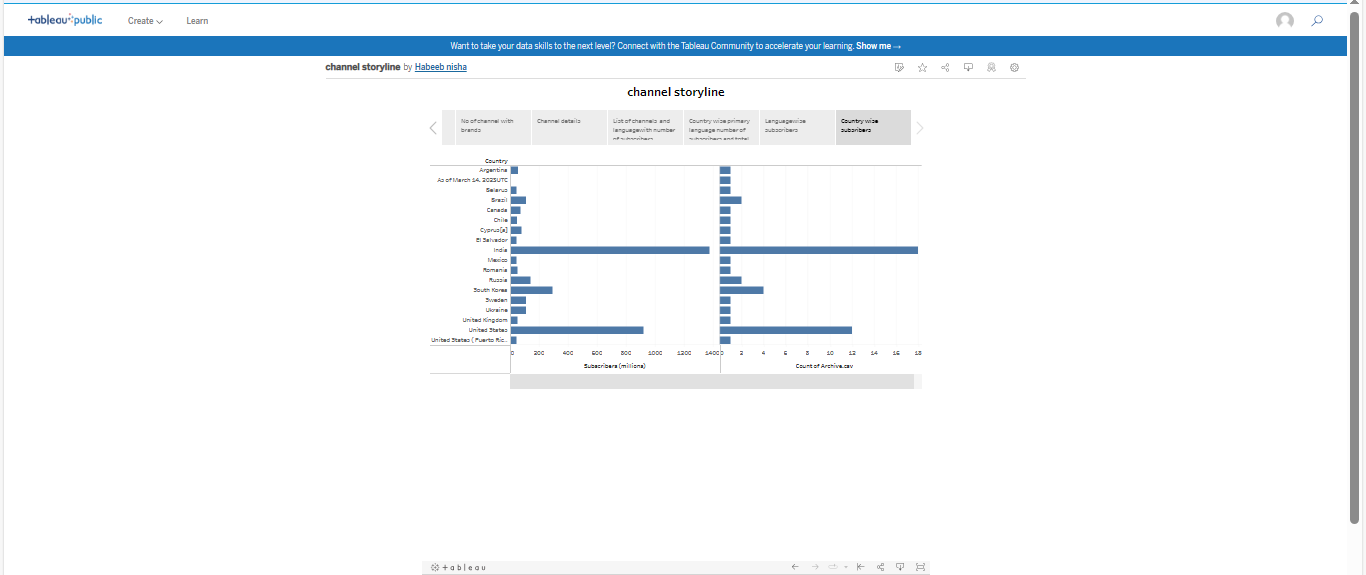 +ableau public Create Learn
Want to take your data skills to the next level? Connect with the Tableau Community to accelerate your learning. Show me →
channel storyline by Habeeb nisha
channel storyline
No of channel with
brands
Channel details
List of channels and
languagewith number
of subscribers
Country wise primary
language number of
subscribers and total
Languagewise
subscribers
Country wise
subsribers
Country
Argentina
As of March 14, 2023UTC
Belarus
Brazil
Canada
Chile
Cyprus[a]
El Salvador
India
Mexico
Romania
Russia
South Korea
Sweden
Ukraine
United Kingdom
United States
United States ( Puerto Ric..
0 200 400 600 800 1000 1200 1400
0 2 4 6 8 10 12 14 16 18
Subscribers (millions)
Count of Archive.csv
+ a b l e a u